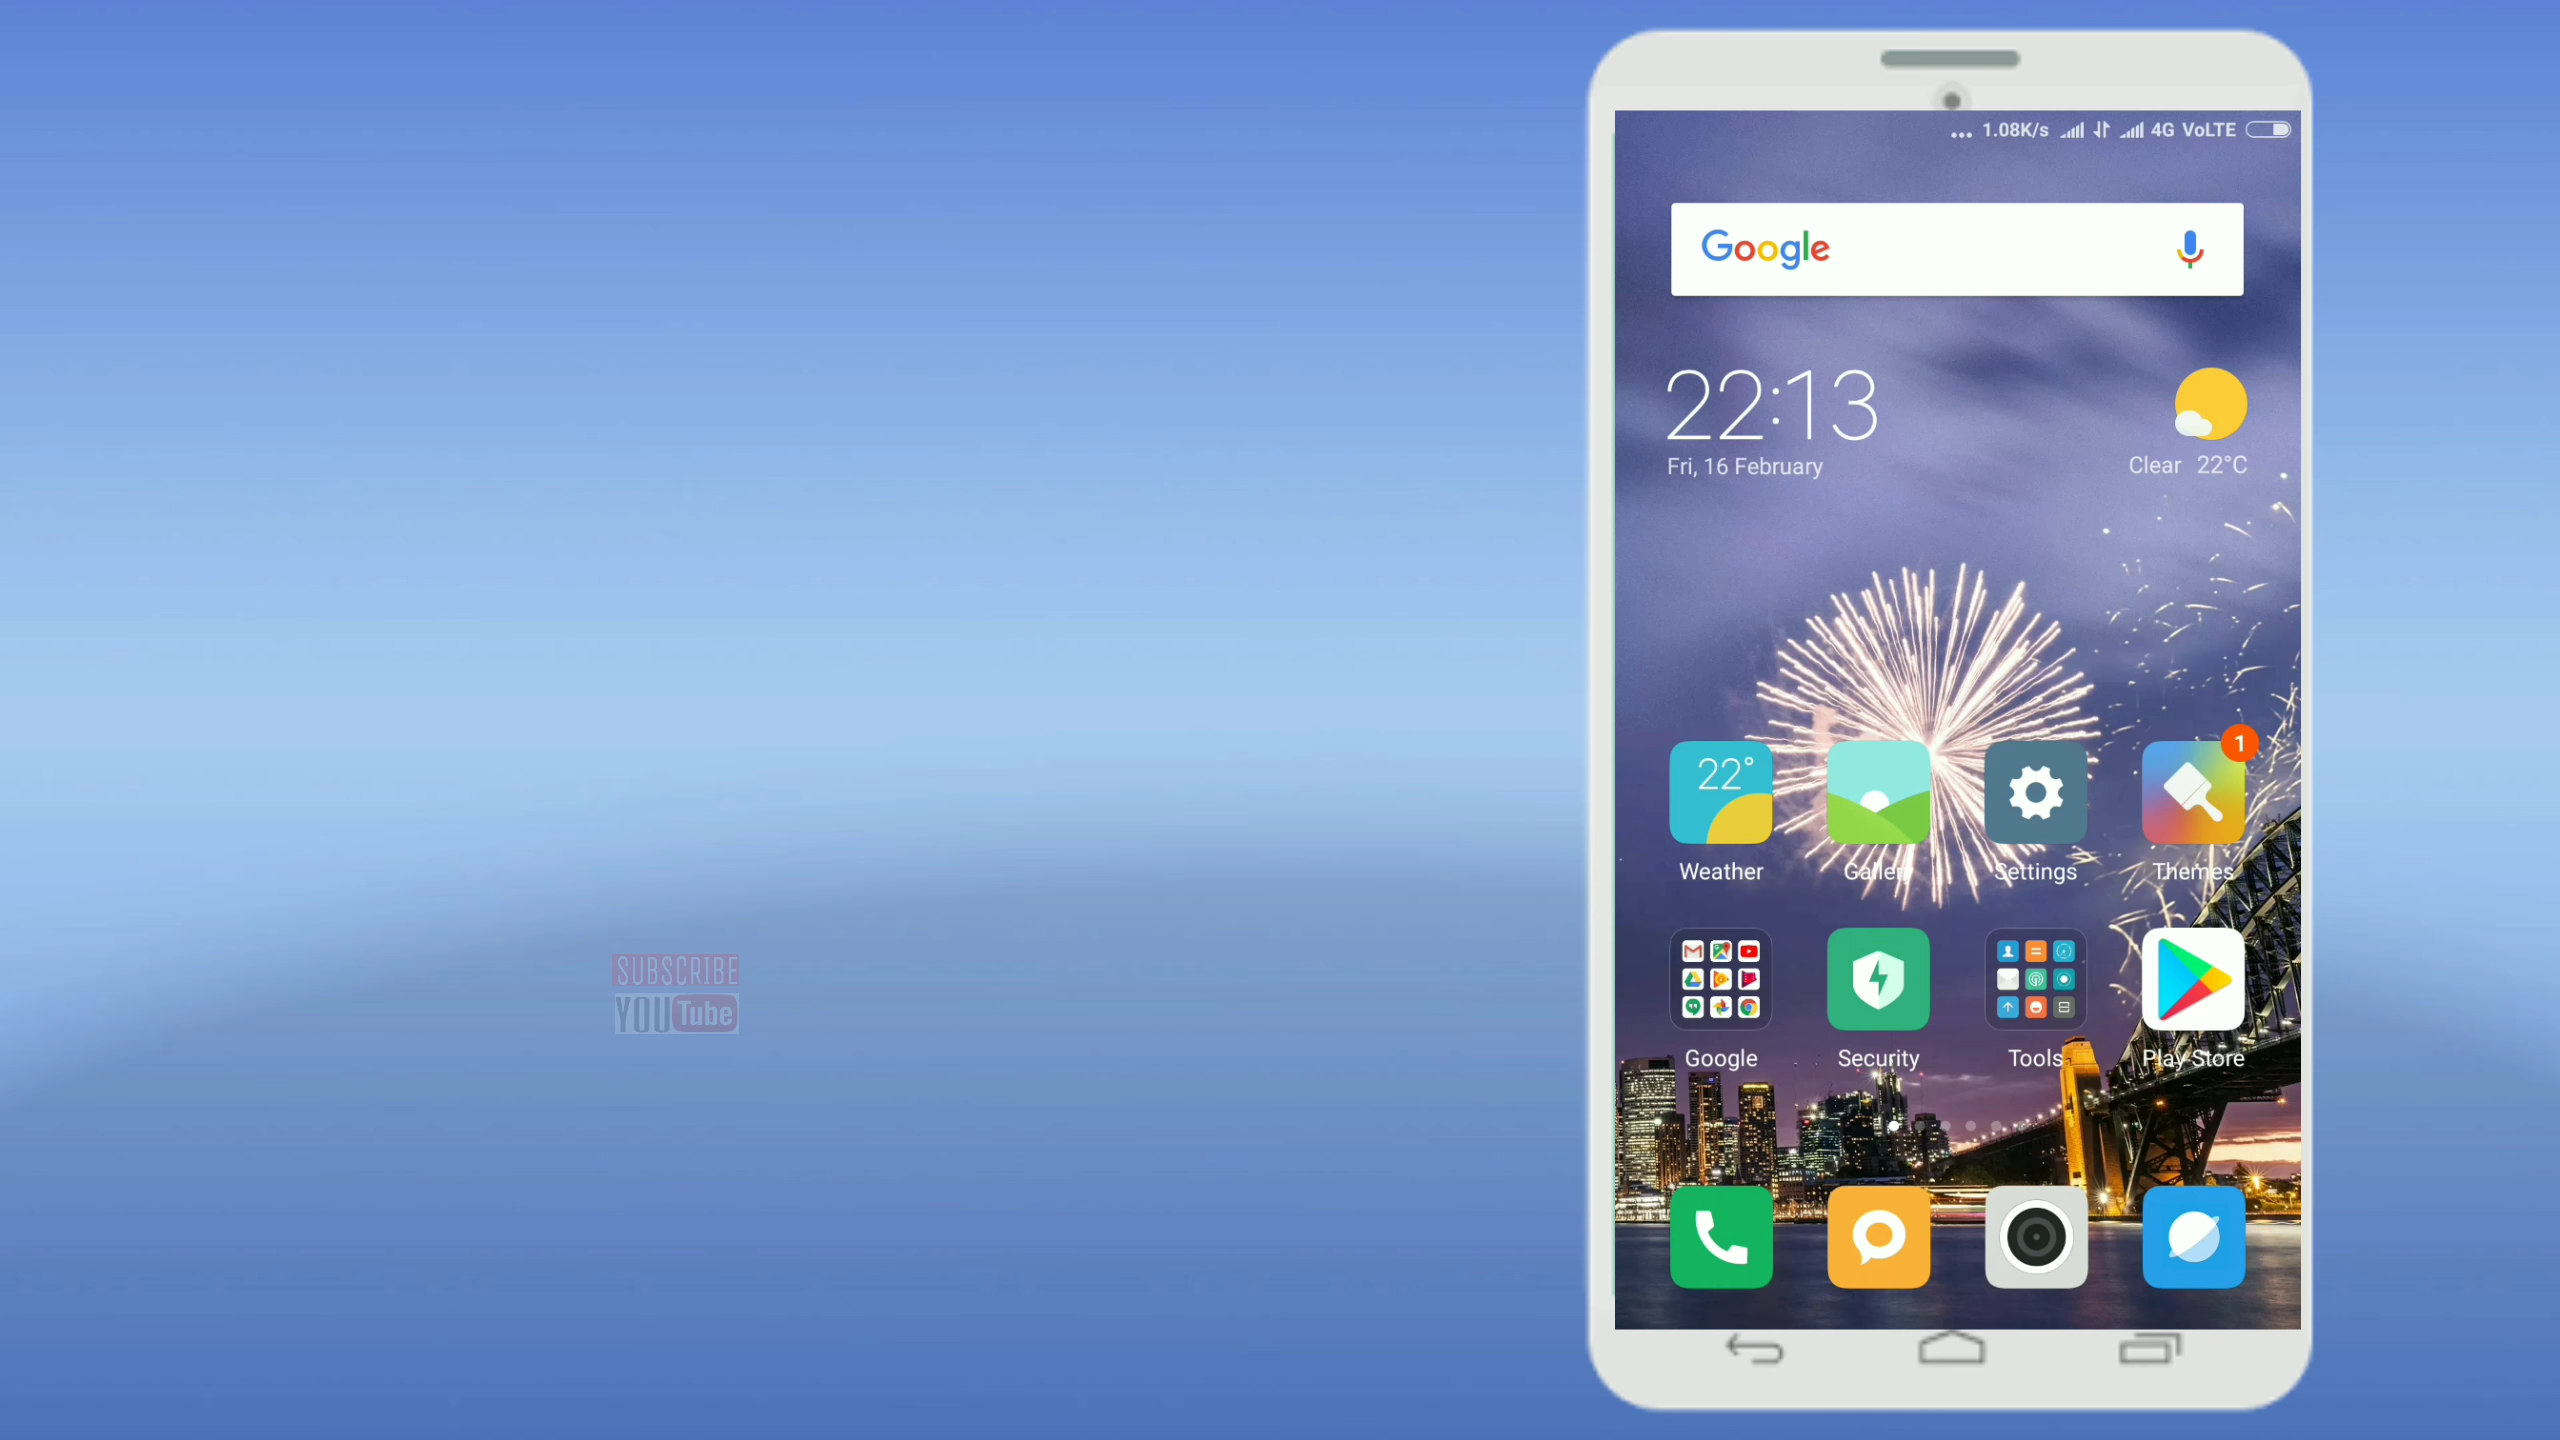 ... 1.08K/s 4G VoLTE
Google
22:13
Fri, 16 February
Clear 22°C
1
22°
Weather Gallery Settings Themes
Google Security Tools Play Store
SUBSCRIBE
YOUTube